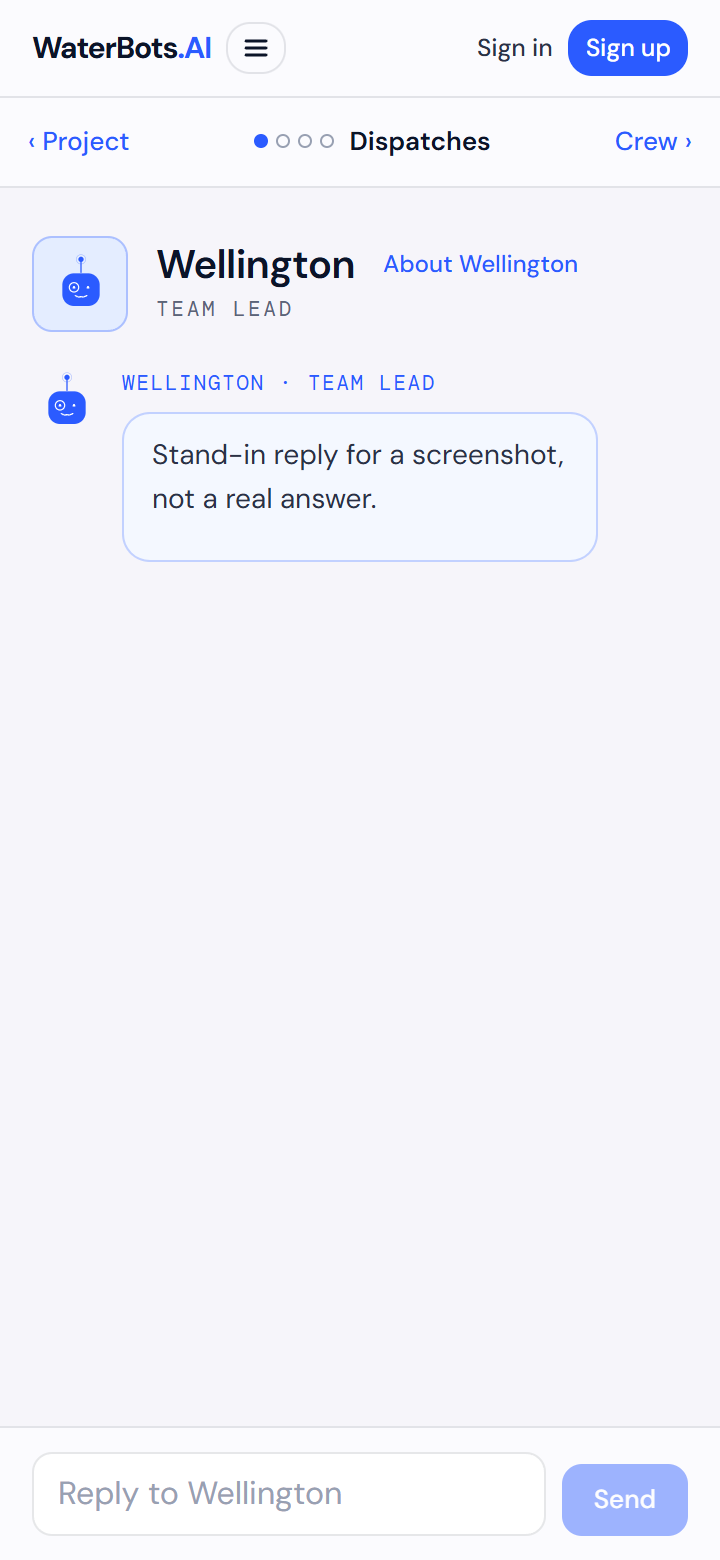 WaterBots.AI
Sign in
Sign up
‹ Project
Dispatches
Crew ›
Wellington
About Wellington
TEAM LEAD
WELLINGTON · TEAM LEAD
Stand-in reply for a screenshot,
not a real answer.
Reply to Wellington
Send